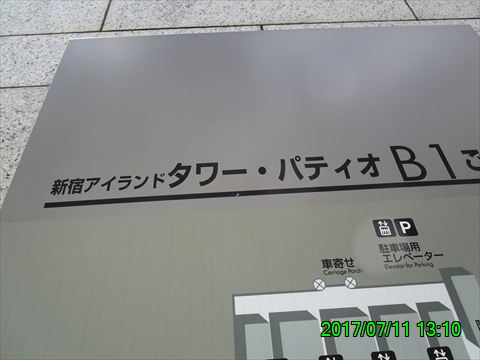 新宿アイランドタワー・パティオ B1
P
駐車場用
エレベーター
Elevator for Parking
車寄せ
Carriage Porch
2017/07/11 13:10